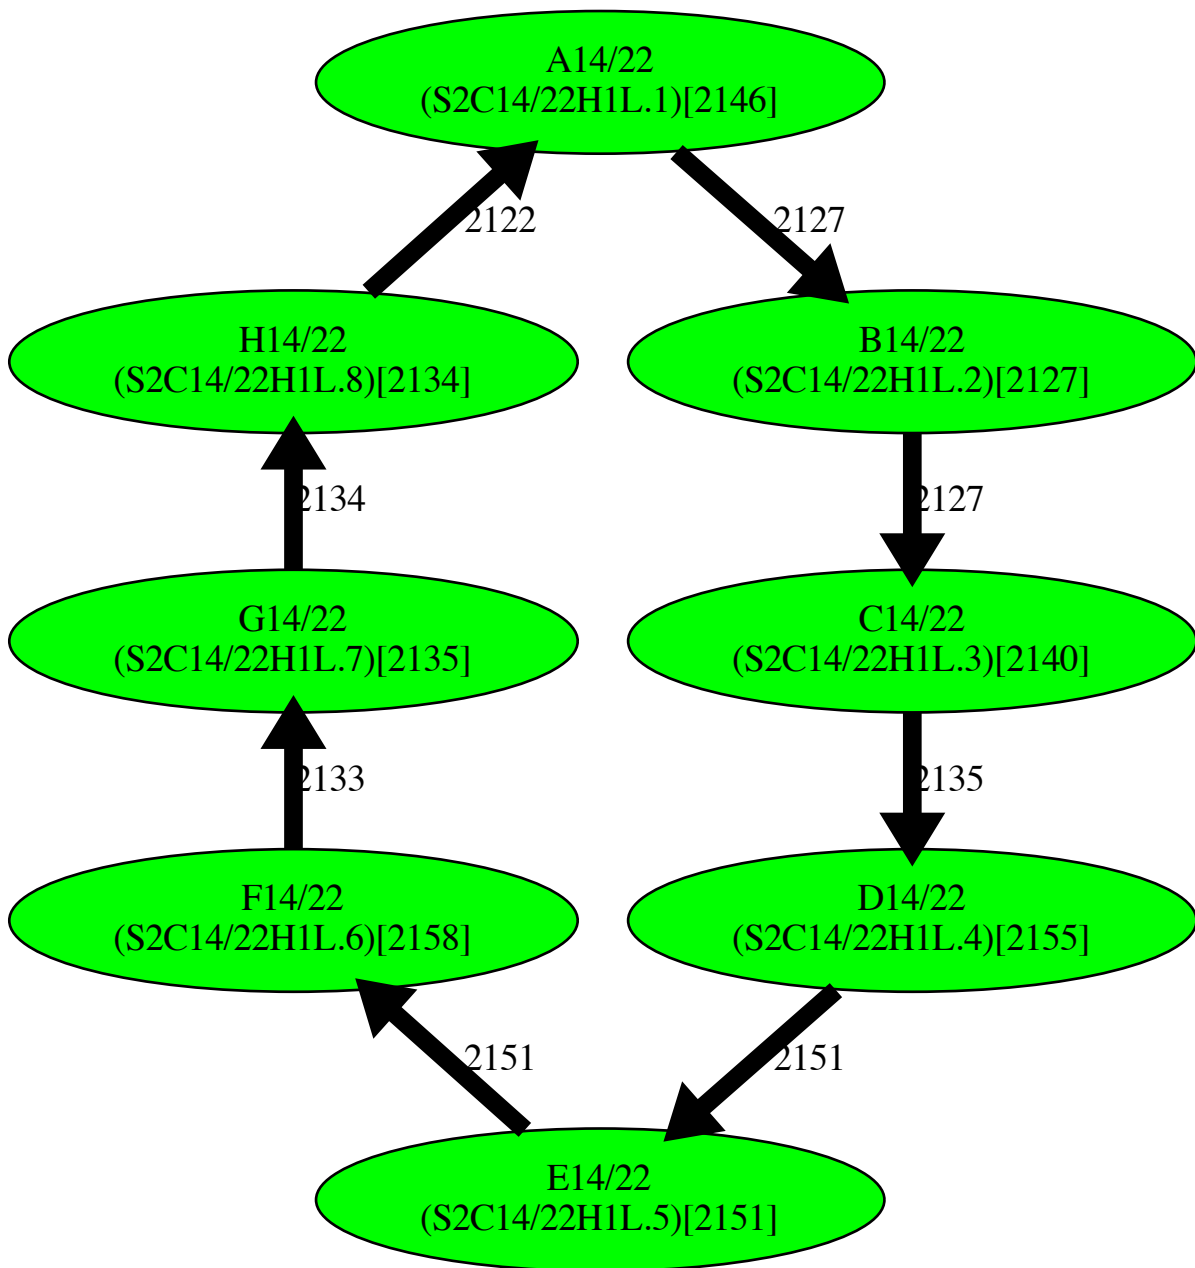 A14/22
(S2C14/22H1L.1)[2146]
2122
2127
H14/22
(S2C14/22H1L.8)[2134]
B14/22
(S2C14/22H1L.2)[2127]
2134
2127
G14/22
(S2C14/22H1L.7)[2135]
C14/22
(S2C14/22H1L.3)[2140]
2133
2135
F14/22
(S2C14/22H1L.6)[2158]
D14/22
(S2C14/22H1L.4)[2155]
2151
2151
E14/22
(S2C14/22H1L.5)[2151]